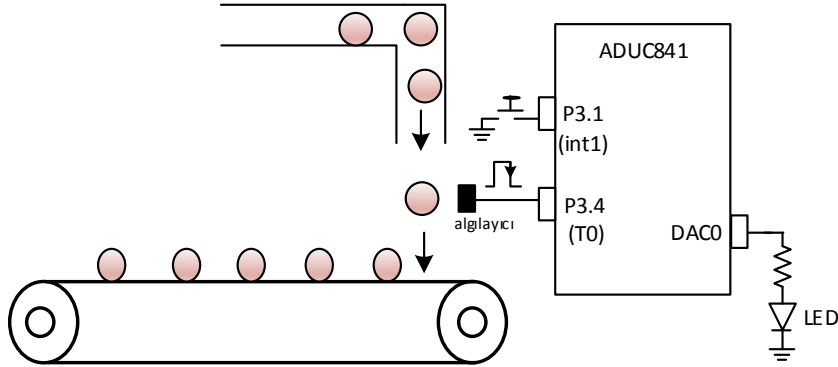 ADUC841
P3.1
(int1)
P3.4
(T0)
algılayıcı
DAC0
LED